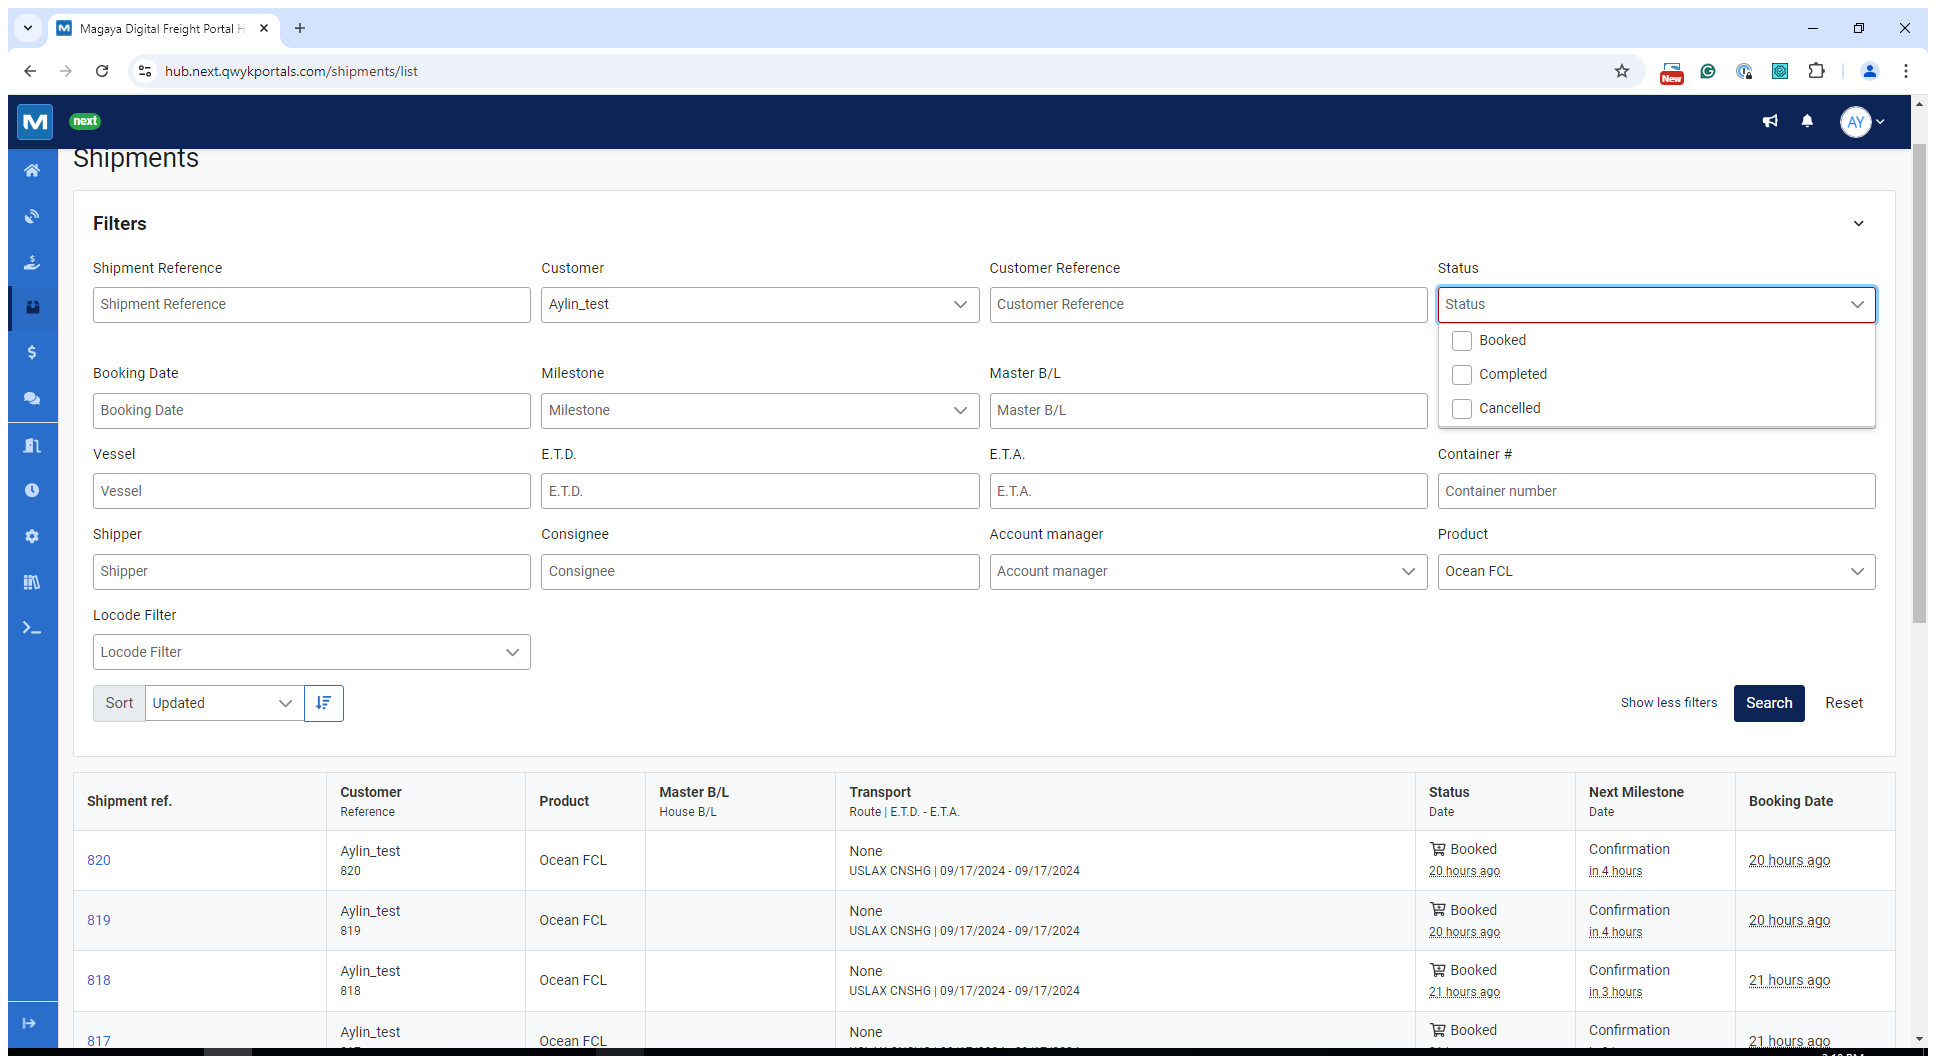 Magaya Digital Freight Portal H
hub.next.qwykportals.com/shipments/list
New
next
AY
Shipments
Filters
Shipment Reference
Customer
Customer Reference
Status
Shipment Reference
Aylin_test
Customer Reference
Status
Booked
Completed
Cancelled
Booking Date
Milestone
Master B/L
Booking Date
Milestone
Master B/L
Vessel
E.T.D.
E.T.A.
Container #
Vessel
E.T.D.
E.T.A.
Container number
Shipper
Consignee
Account manager
Product
Shipper
Consignee
Account manager
Ocean FCL
Locode Filter
Locode Filter
Sort
Updated
Show less filters
Search
Reset
Shipment ref.
Customer
Reference
Product
Master B/L
House B/L
Transport
Route | E.T.D. - E.T.A.
Status
Date
Next Milestone
Date
Booking Date
820
Aylin_test
820
Ocean FCL
None
USLAX CNSHG | 09/17/2024 - 09/17/2024
Booked
20 hours ago
Confirmation
in 4 hours
20 hours ago
819
Aylin_test
819
Ocean FCL
None
USLAX CNSHG | 09/17/2024 - 09/17/2024
Booked
20 hours ago
Confirmation
in 4 hours
20 hours ago
818
Aylin_test
818
Ocean FCL
None
USLAX CNSHG | 09/17/2024 - 09/17/2024
Booked
21 hours ago
Confirmation
in 3 hours
21 hours ago
817
Aylin_test
Ocean FCL
None
Booked
Confirmation
21 hours ago